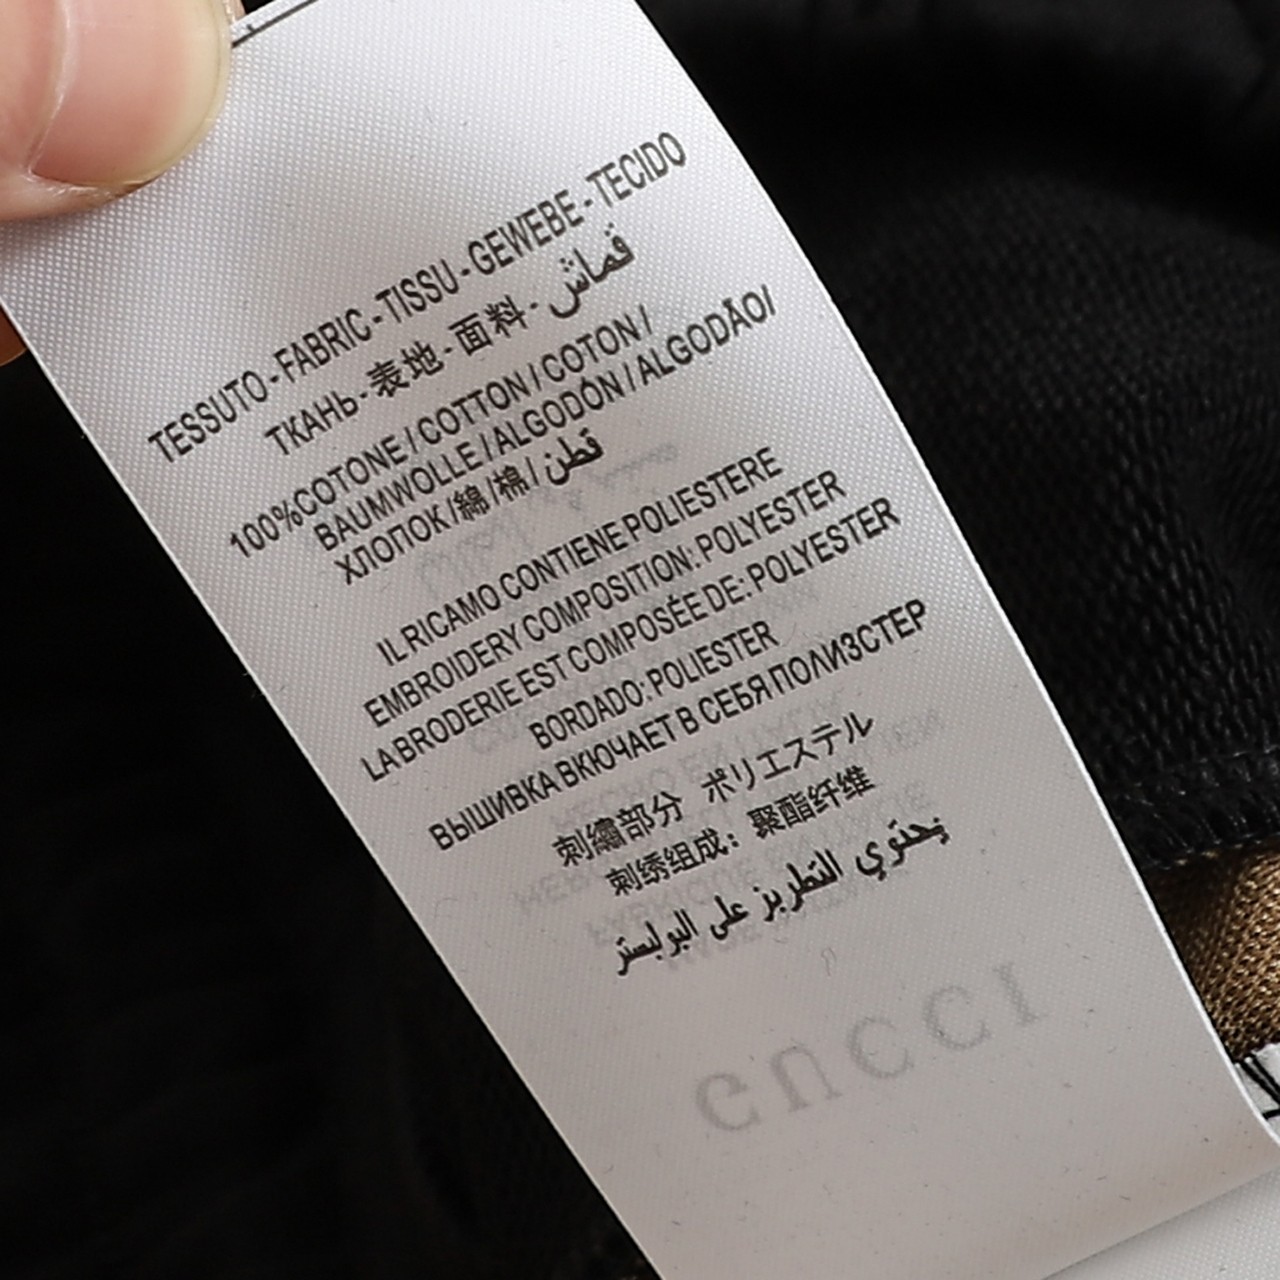 TESSUTO - FABRIC - TISSU - GEWEBE - TECIDO
ТКАНЬ - 表地 - 面料 - قماش
100%COTONE / COTTON / COTON /
BAUMWOLLE / ALGODÓN / ALGODÃO/
ХЛОПОК /綿 /棉 / قطن
IL RICAMO CONTIENE POLIESTERE
EMBROIDERY COMPOSITION: POLYESTER
LA BRODERIE EST COMPOSÉE DE: POLYESTER
BORDADO: POLIESTER
ВЫШИВКА ВКЮЧАЕТ В СЕБЯ ПОЛИЗСТЕР
刺繡部分 ポリエステル
刺绣组成：聚酯纤维
يحتوي التطريز على البوليستر